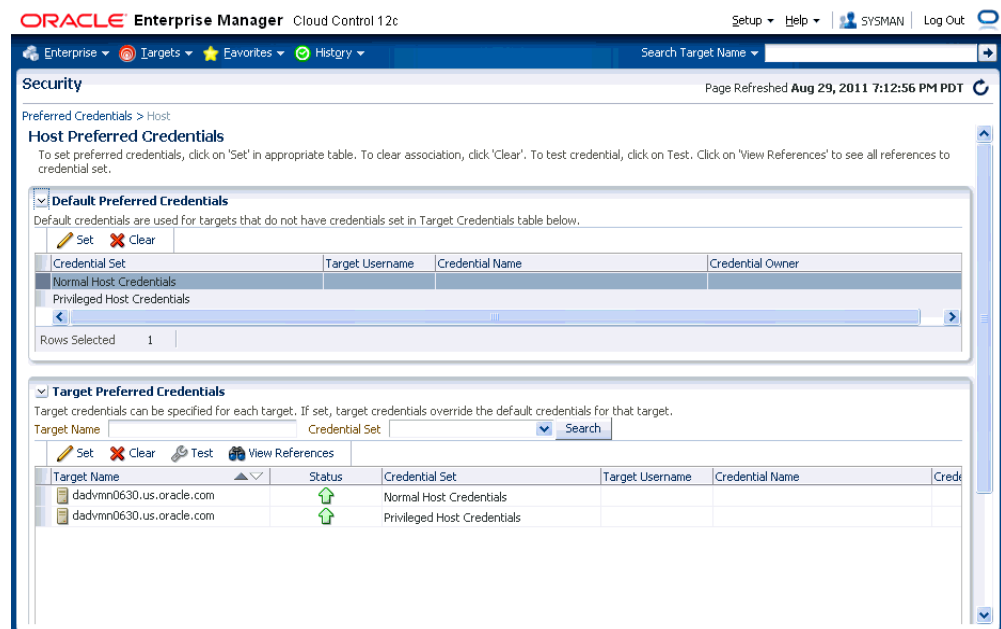 ORACLE Enterprise Manager Cloud Control 12c
Setup Help SYSMAN Log Out
Enterprise Targets Favorites History Search Target Name
Security
Page Refreshed Aug 29, 2011 7:12:56 PM PDT
Preferred Credentials > Host
Host Preferred Credentials
To set preferred credentials, click on 'Set' in appropriate table. To clear association, click 'Clear'. To test credential, click on Test. Click on 'View References' to see all references to
credential set.
Default Preferred Credentials
Default credentials are used for targets that do not have credentials set in Target Credentials table below.
Set Clear
Credential Set Target Username Credential Name Credential Owner
Normal Host Credentials
Privileged Host Credentials
Rows Selected 1
Target Preferred Credentials
Target credentials can be specified for each target. If set, target credentials override the default credentials for that target.
Target Name Credential Set Search
Set Clear Test View References
Target Name Status Credential Set Target Username Credential Name Crede
dadvmn0630.us.oracle.com Normal Host Credentials
dadvmn0630.us.oracle.com Privileged Host Credentials